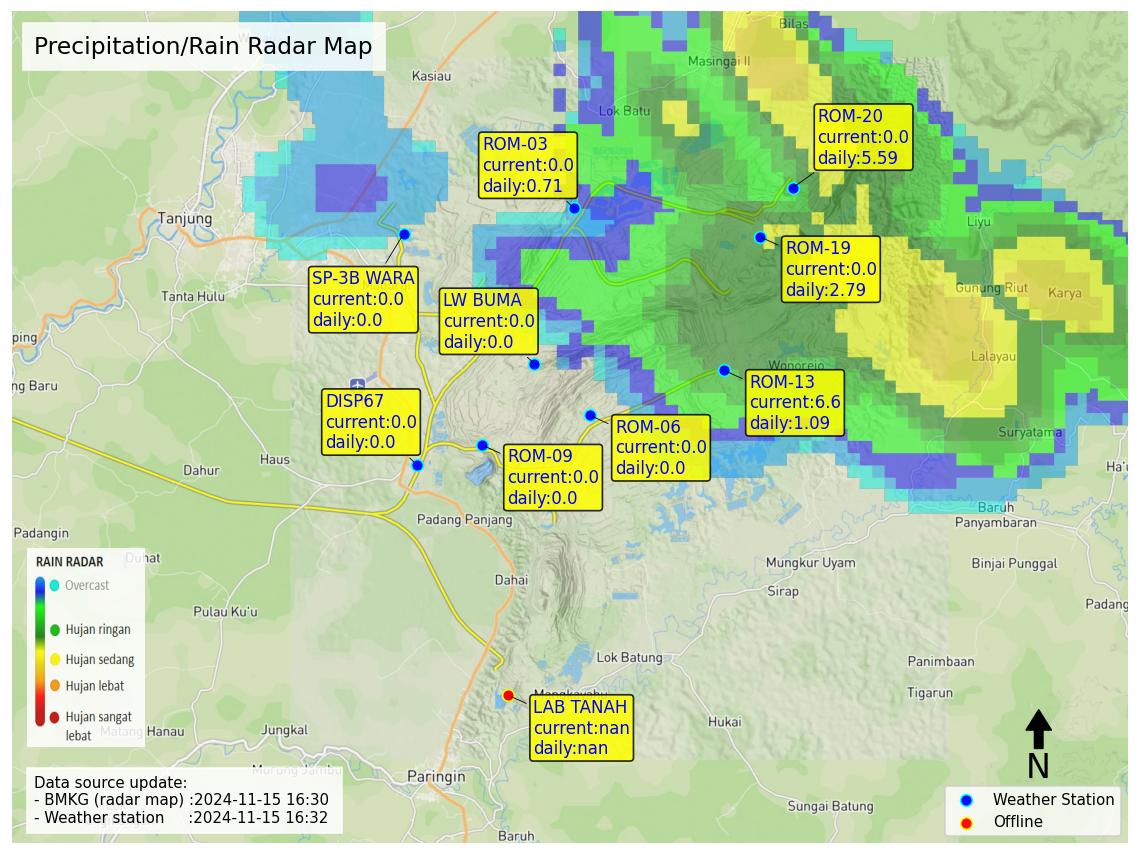 Precipitation/Rain Radar Map
Bilas
Masingai II
Kasiau
Lok Batu
ROM-20
current:0.0
daily:5.59
ROM-03
current:0.0
daily:0.71
Tanjung
Liyu
ROM-19
current:0.0
daily:2.79
SP-3B WARA
current:0.0
daily:0.0
Tanta Hulu
LW BUMA
current:0.0
daily:0.0
Gunung Riut
Karya
ping
Lalayau
Wonorejo
ng Baru
ROM-13
current:6.6
daily:1.09
DISP67
current:0.0
daily:0.0
ROM-06
current:0.0
daily:0.0
Suryatama
ROM-09
current:0.0
daily:0.0
Haus
Dahur
Ha'u
Baruh
Panyambaran
Padang Panjang
Padangin
Duhat
Mungkur Uyam
Binjai Punggal
Dahai
Sirap
Padang
Pulau Ku'u
RAIN RADAR
Overcast
Hujan ringan
Hujan sedang
Hujan lebat
Hujan sangat
lebat
Lok Batung
Panimbaan
Tigarun
Mangkayahu
LAB TANAH
current:nan
daily:nan
Hukai
Matang Hanau
Jungkal
Murung Jambu
Paringin
N
Data source update:
- BMKG (radar map) :2024-11-15 16:30
- Weather station :2024-11-15 16:32
Sungai Batung
Baruh
Weather Station
Offline